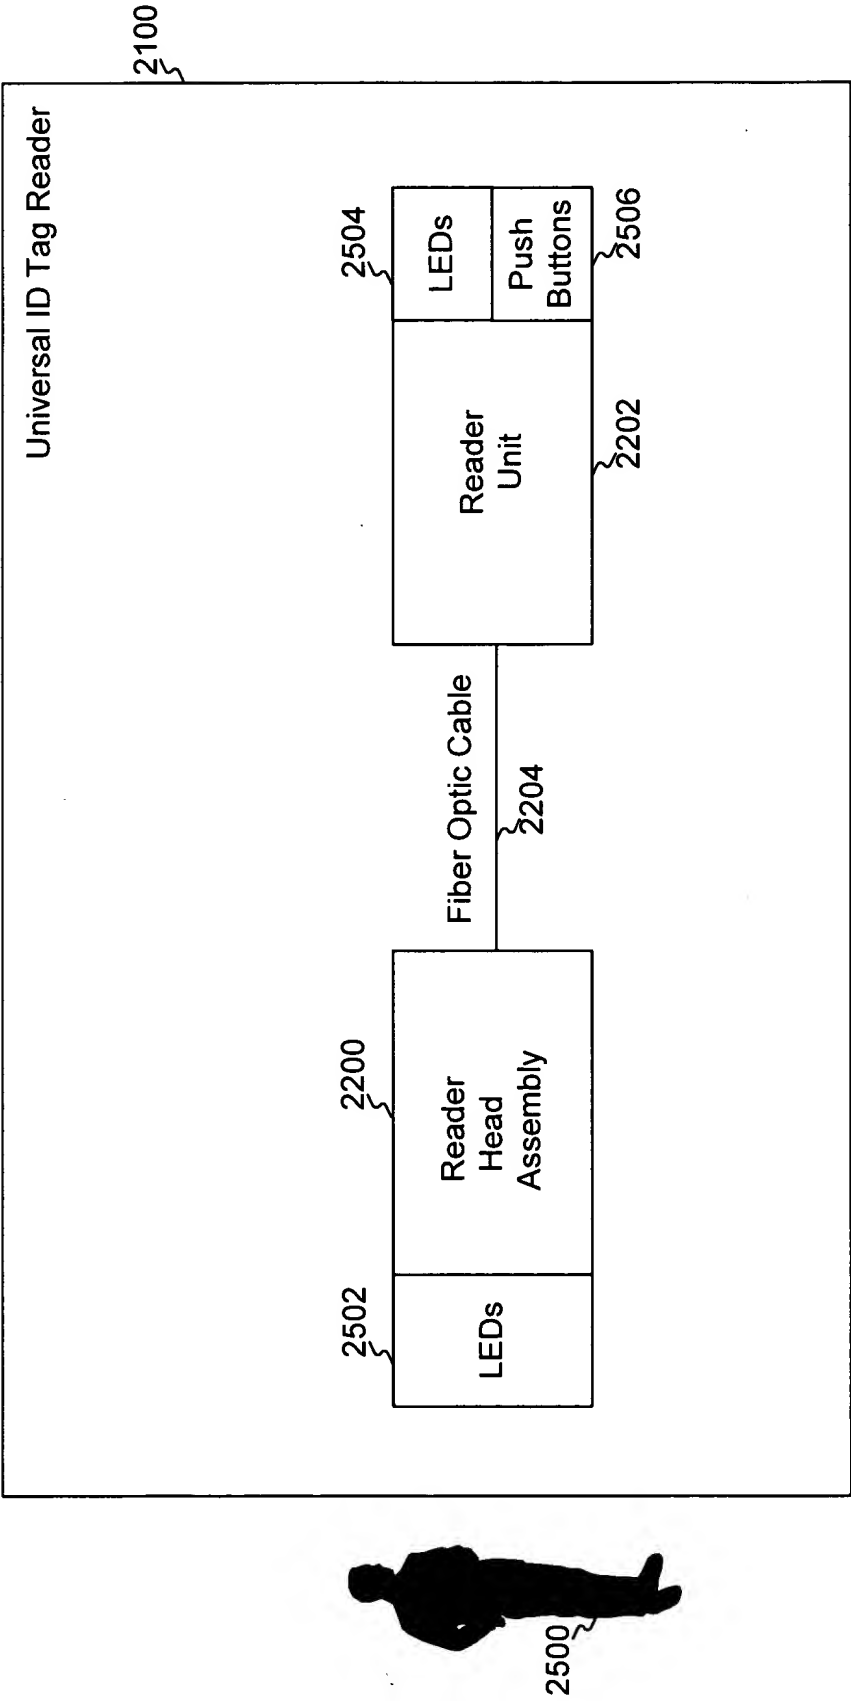 Universal ID Tag Reader
2100
2502
LEDs
2200
Reader
Head
Assembly
Fiber Optic Cable
2204
Reader
Unit
2202
2504
LEDs
Push
Buttons
2506
2500